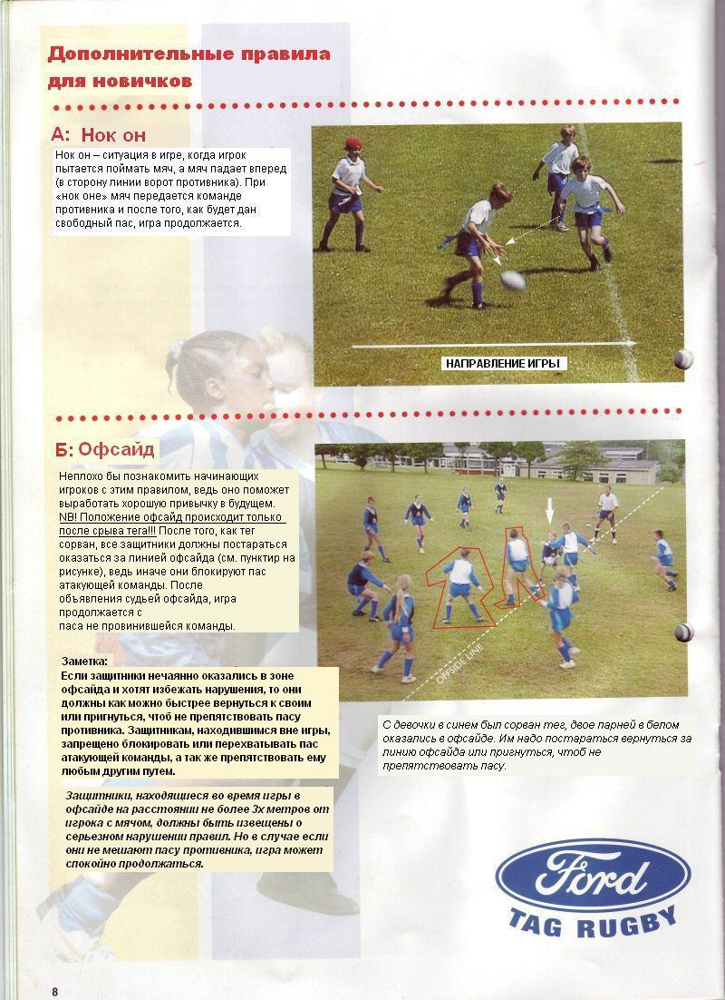 Дополнительные правила
для новичков
А: Нок он
Нок он – ситуация в игре, когда игрок
пытается поймать мяч, а мяч падает вперед
(в сторону линии ворот противника). При
«нок оне» мяч передается команде
противника и после того, как будет дан
свободный пас, игра продолжается.
НАПРАВЛЕНИЕ ИГРЫ
Б: Офсайд
Неплохо бы познакомить начинающих
игроков с этим правилом, ведь оно поможет
выработать хорошую привычку в будущем.
NB! Положение офсайд происходит только
после срыва тега!!! После того, как тег
сорван, все защитники должны постараться
оказаться за линией офсайда (см. пунктир на
рисунке), ведь иначе они блокируют пас
атакующей команды. После
объявления судьей офсайда, игра
продолжается с
паса не провинившейся команды.
OFFSIDE LINE
Заметка:
Если защитники нечаянно оказались в зоне
офсайда и хотят избежать нарушения, то они
должны как можно быстрее вернуться к своим
или пригнуться, чтоб не препятствовать пасу
противника. Защитникам, находившимся вне игры,
запрещено блокировать или перехватывать пас
атакующей команды, а так же препятствовать ему
любым другим путем.
С девочки в синем был сорван тег, двое парней в белом
оказались в офсайде. Им надо постараться вернуться за
линию офсайда или пригнуться, чтоб не
препятствовать пасу.
Защитники, находящиеся во время игры в
офсайде на расстоянии не более 3х метров от
игрока с мячом, должны быть извещены о
серьезном нарушении правил. Но в случае если
они не мешают пасу противника, игра может
спокойно продолжаться.
Ford
TAG RUGBY
8